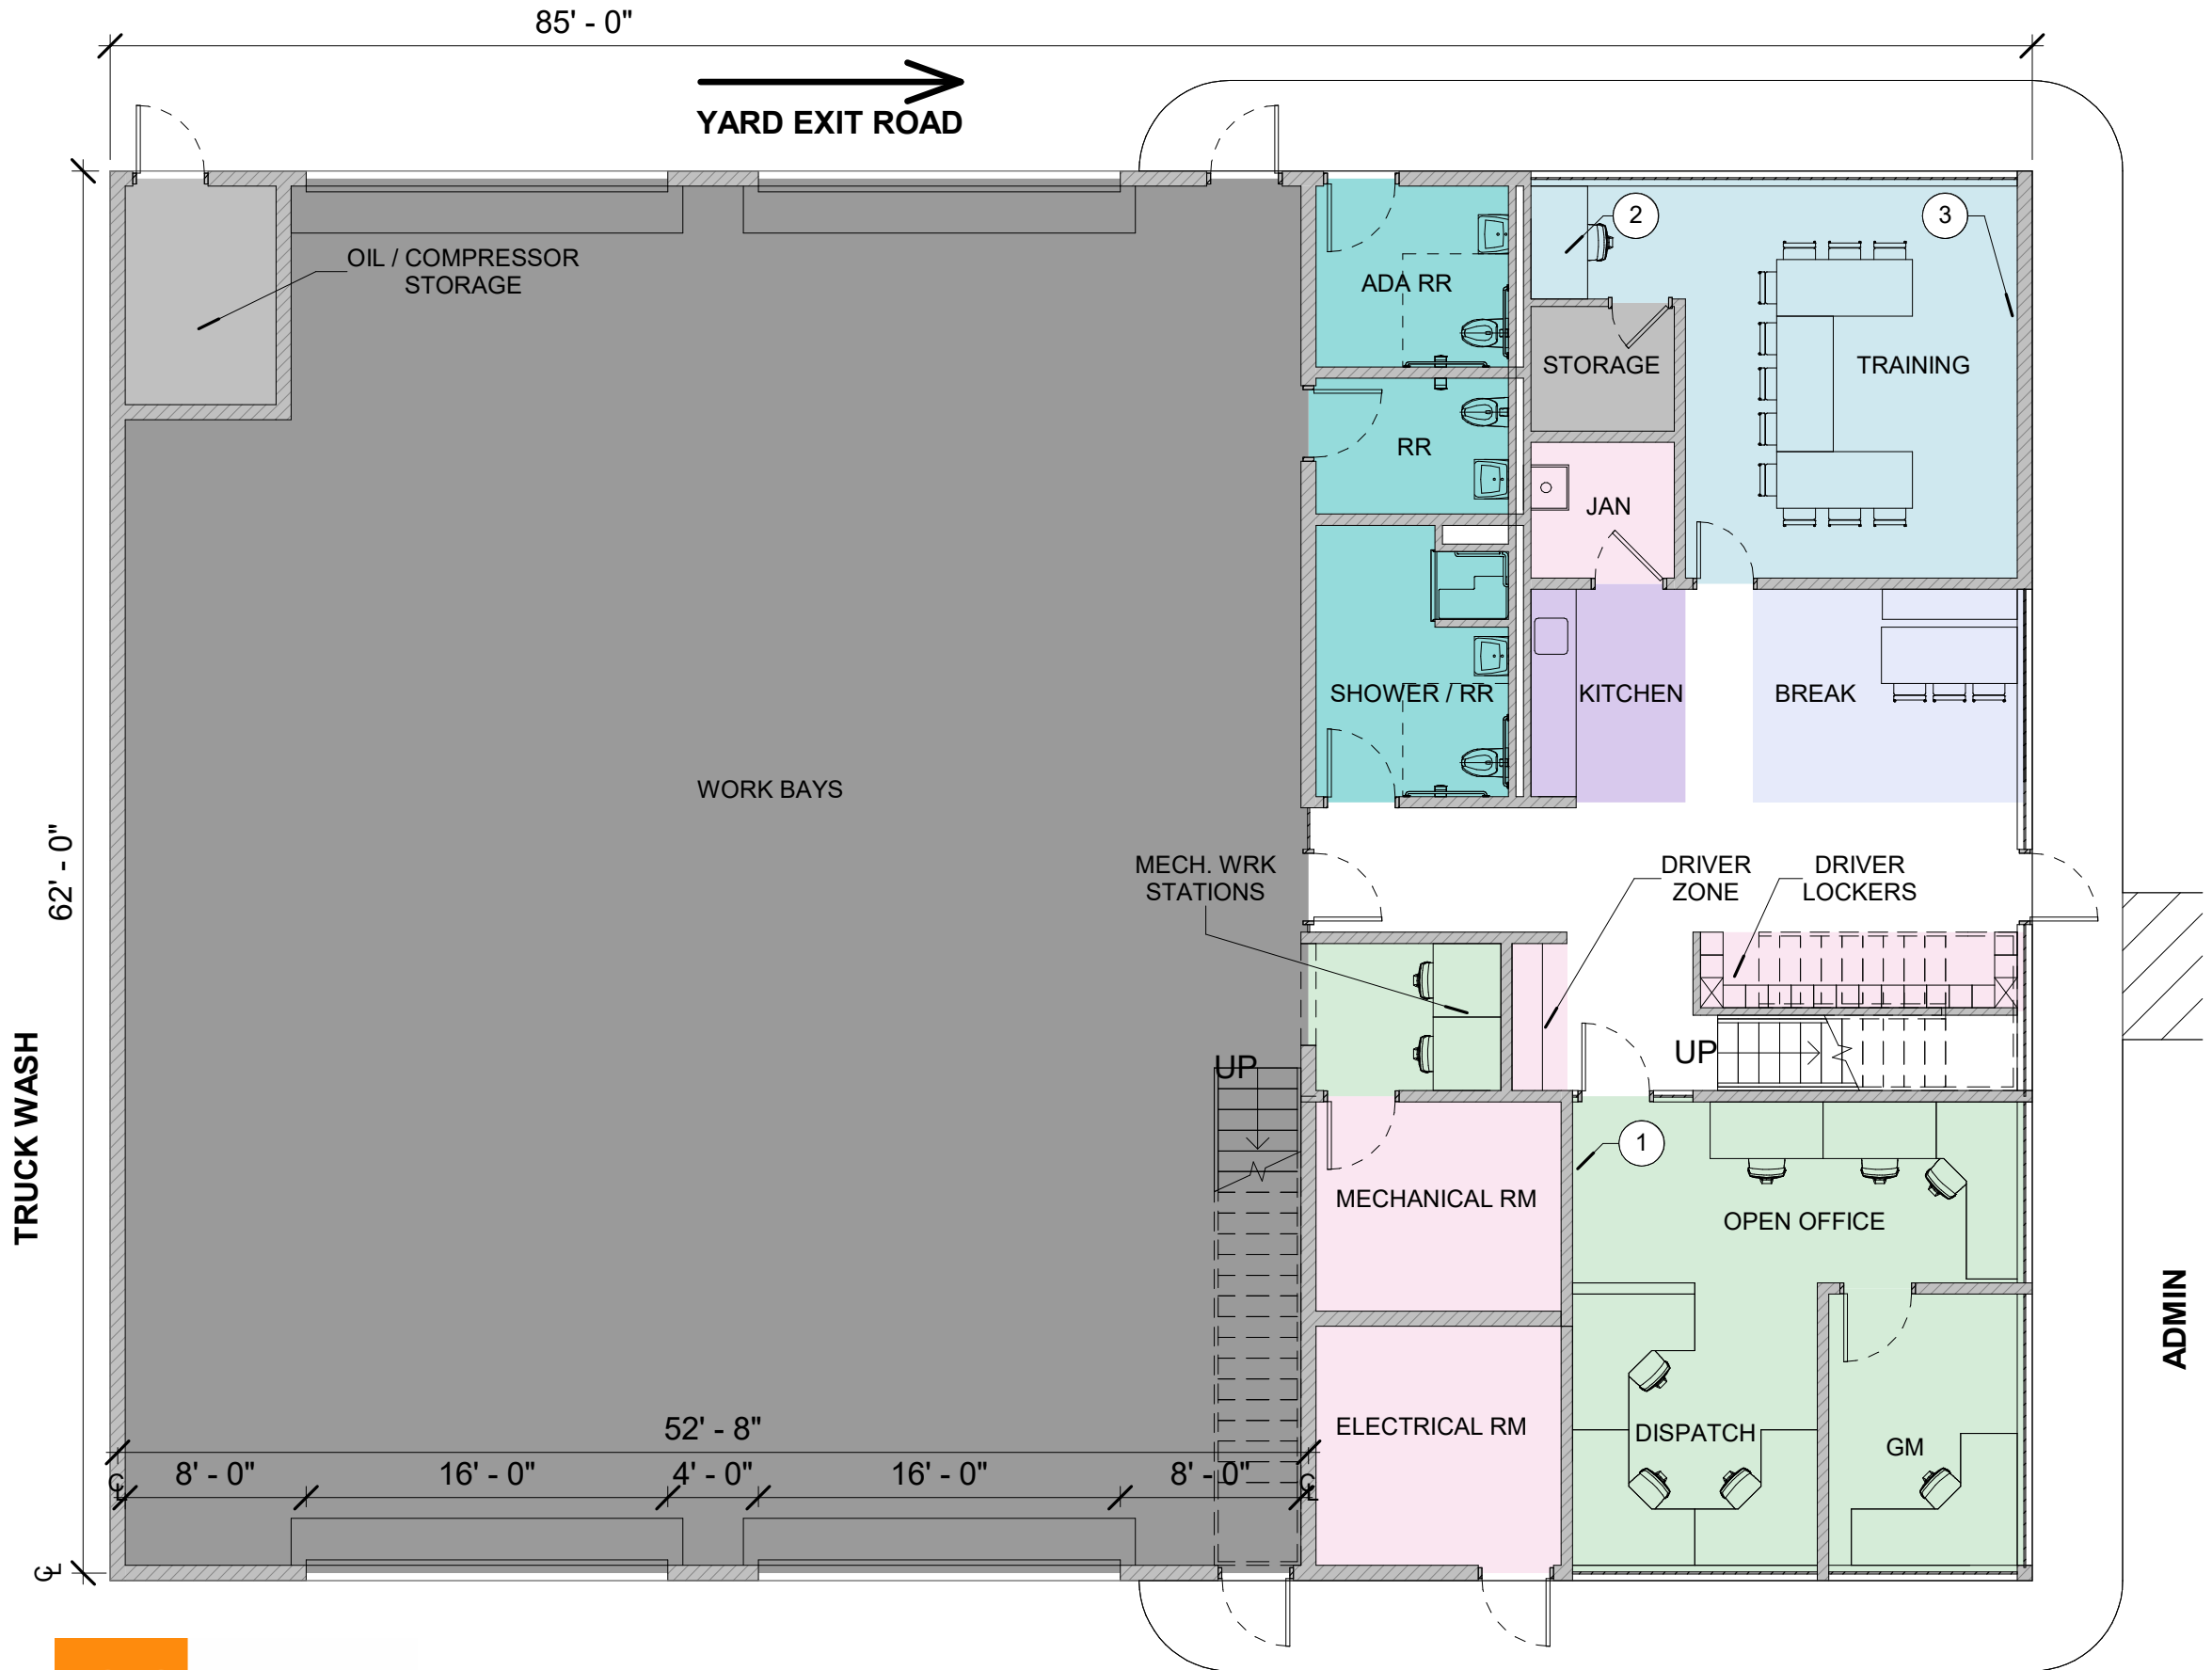 85' - 0"
YARD EXIT ROAD
OIL / COMPRESSOR
STORAGE
ADA RR
2
3
STORAGE
TRAINING
RR
JAN
SHOWER / RR
KITCHEN
BREAK
WORK BAYS
62' - 0"
MECH. WRK
STATIONS
DRIVER
ZONE
DRIVER
LOCKERS
UP
UP
TRUCK WASH
1
MECHANICAL RM
OPEN OFFICE
ADMIN
ELECTRICAL RM
DISPATCH
GM
52' - 8"
8' - 0"
16' - 0"
4' - 0"
16' - 0"
8' - 0"
℄
℄
℄